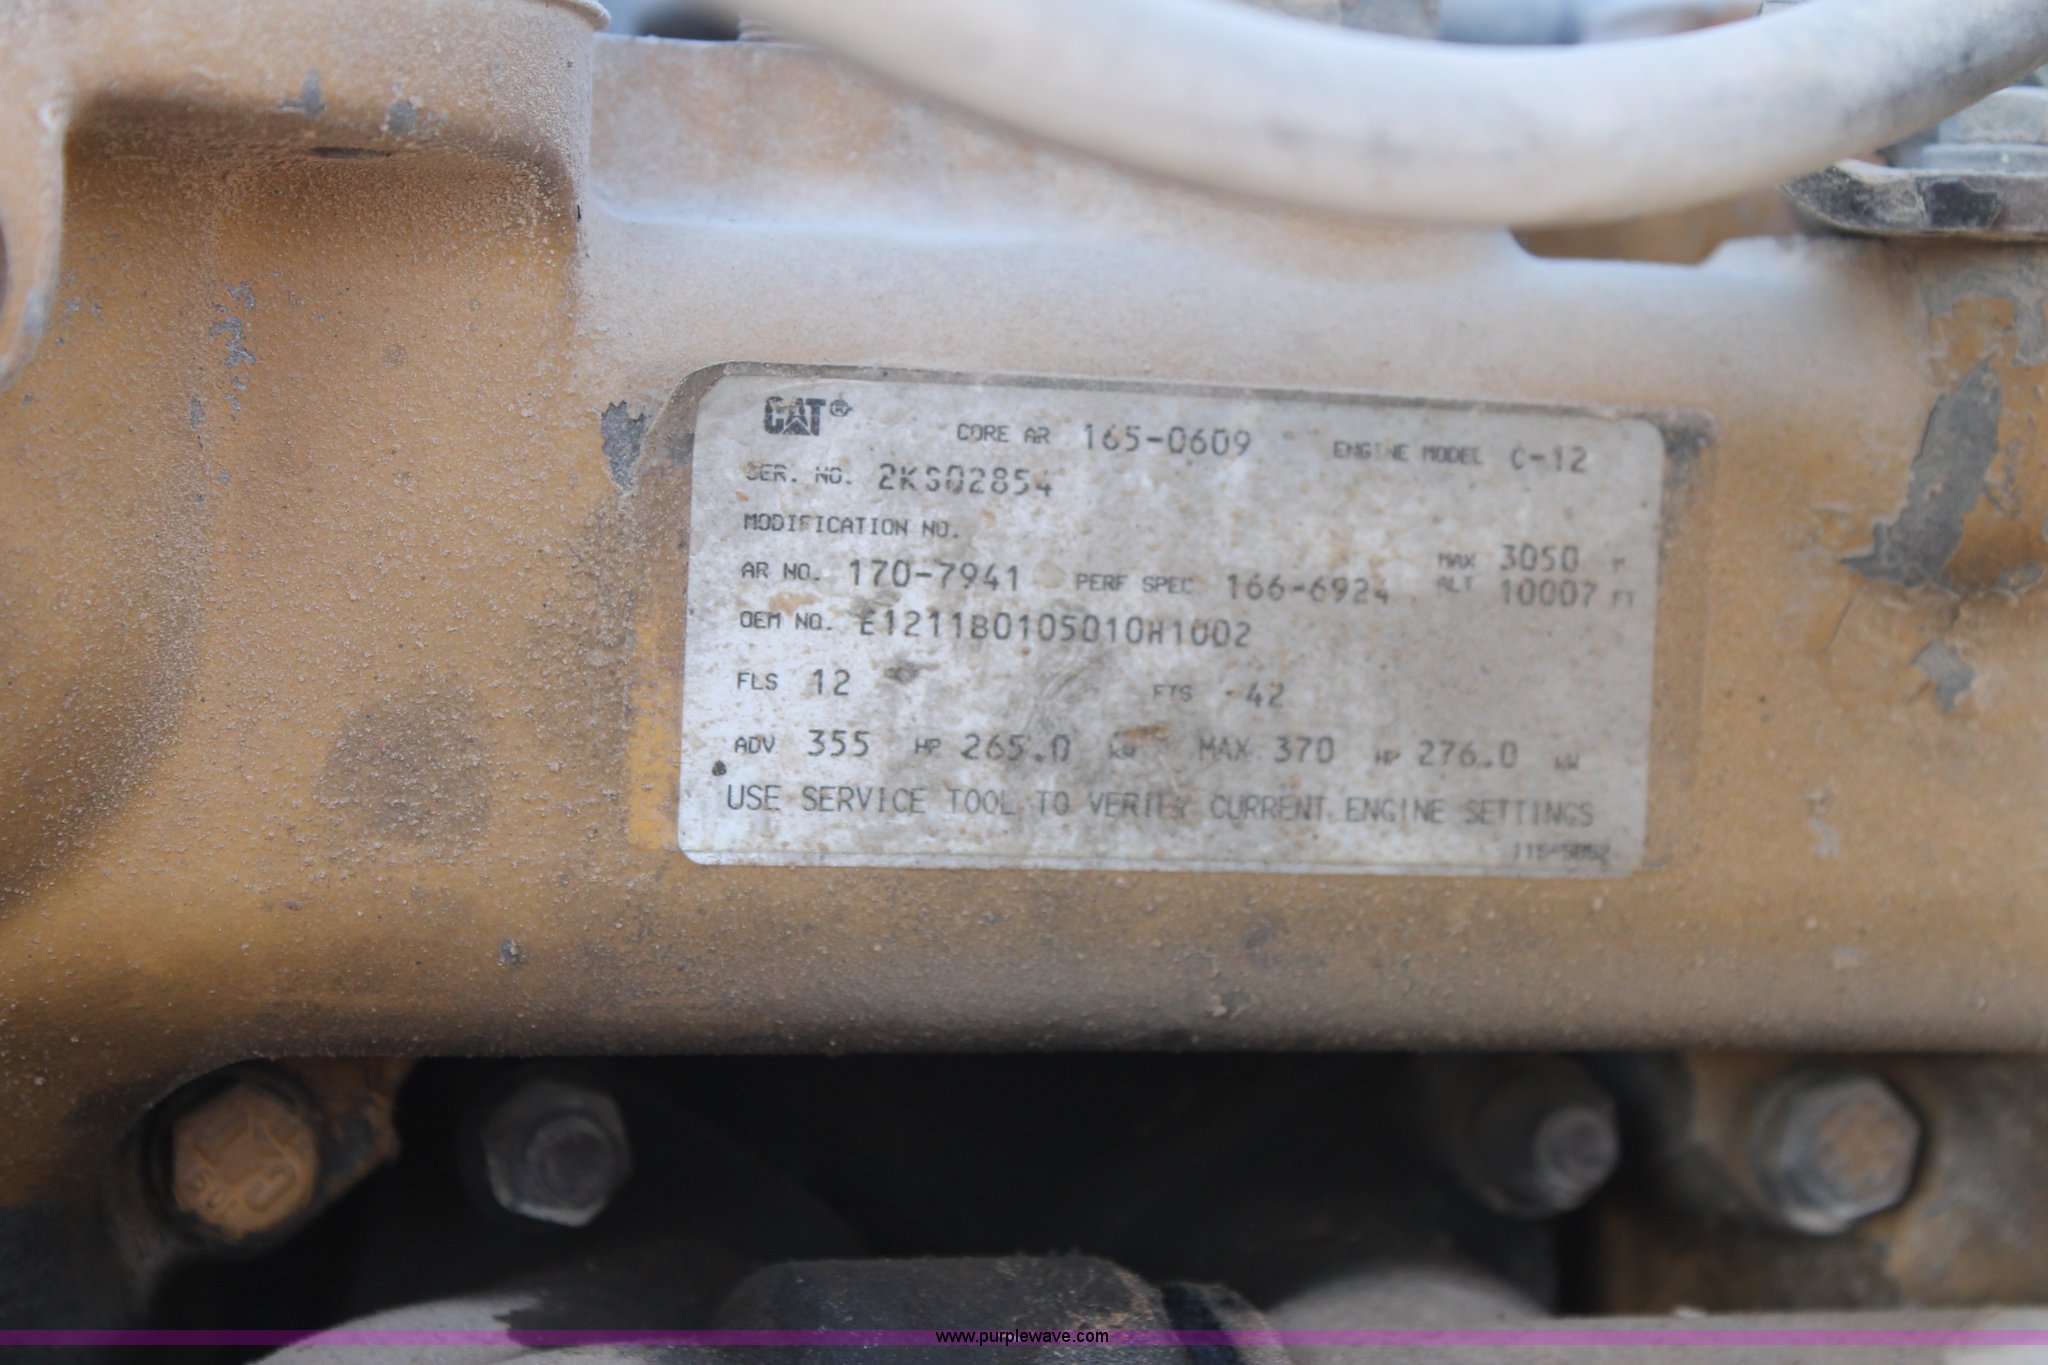 CAT® CORE AR 165-0609 ENGINE MODEL C-12
SER. NO. 2KS02854
MODIFICATION NO.
AR NO. 170-7941 PERF SPEC 166-6924 MAX ALT 3050 M 10007 FT
OEM NO. E1211B0105010H1002
FLS 12 FTS -42
ADV 355 HP 265.0 KW MAX 370 HP 276.0 KW
USE SERVICE TOOL TO VERIFY CURRENT ENGINE SETTINGS
www.purplewave.com